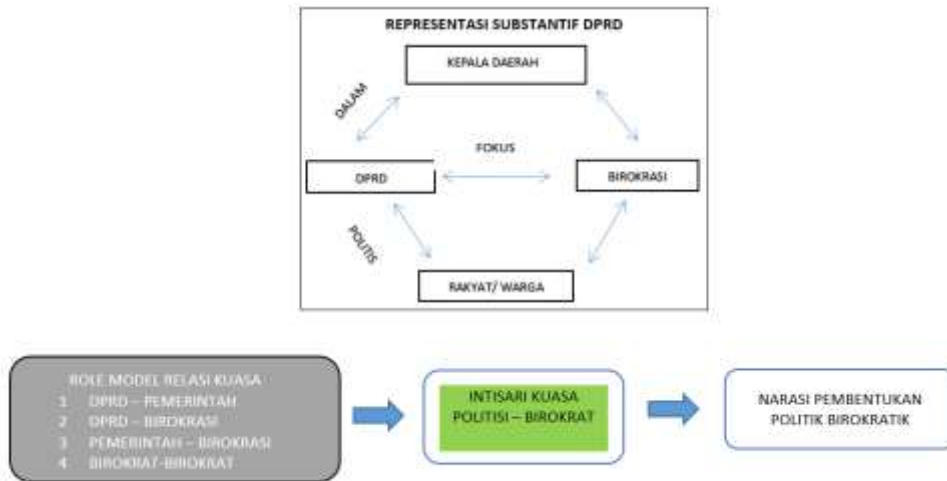 REPRESENTASI SUBSTANTIF DPRD
KEPALA DAERAH
DALAM
FOKUS
DPRD
BIROKRASI
POLITIS
RAKYAT/ WARGA
ROLE MODEL RELASI KUASA
1 DPRD – PEMERINTAH
2 DPRD – BIROKRASI
3 PEMERINTAH – BIROKRASI
4 BIROKRAT-BIROKRAT
INTISARI KUASA
POLITISI – BIROKRAT
NARASI PEMBENTUKAN
POLITIK BIROKRATIK